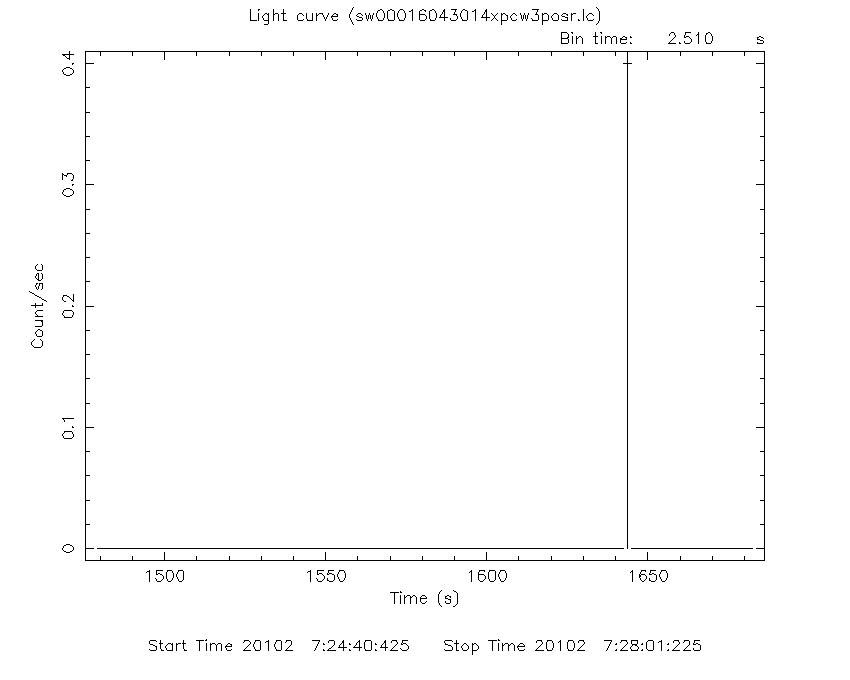 Light curve (sw00016043014xpcw3posr.lc)
Bin time: 2.510 s
0.4
0.3
0.2
0.1
0
Count/sec
1500 1550 1600 1650
Time (s)
Start Time 20102 7:24:40:425 Stop Time 20102 7:28:01:225